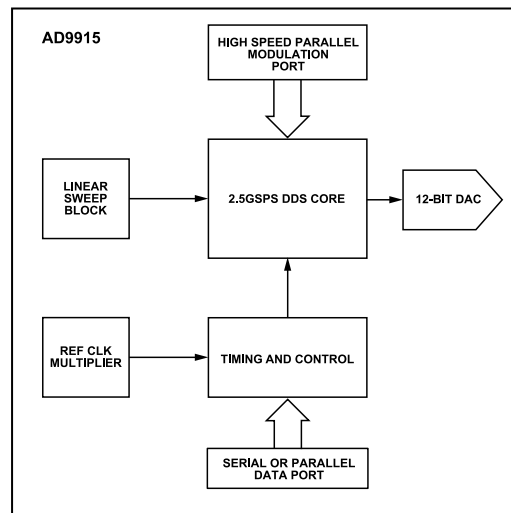 AD9915
HIGH SPEED PARALLEL
MODULATION
PORT
LINEAR
SWEEP
BLOCK
2.5GSPS DDS CORE
12-BIT DAC
REF CLK
MULTIPLIER
TIMING AND CONTROL
SERIAL OR PARALLEL
DATA PORT